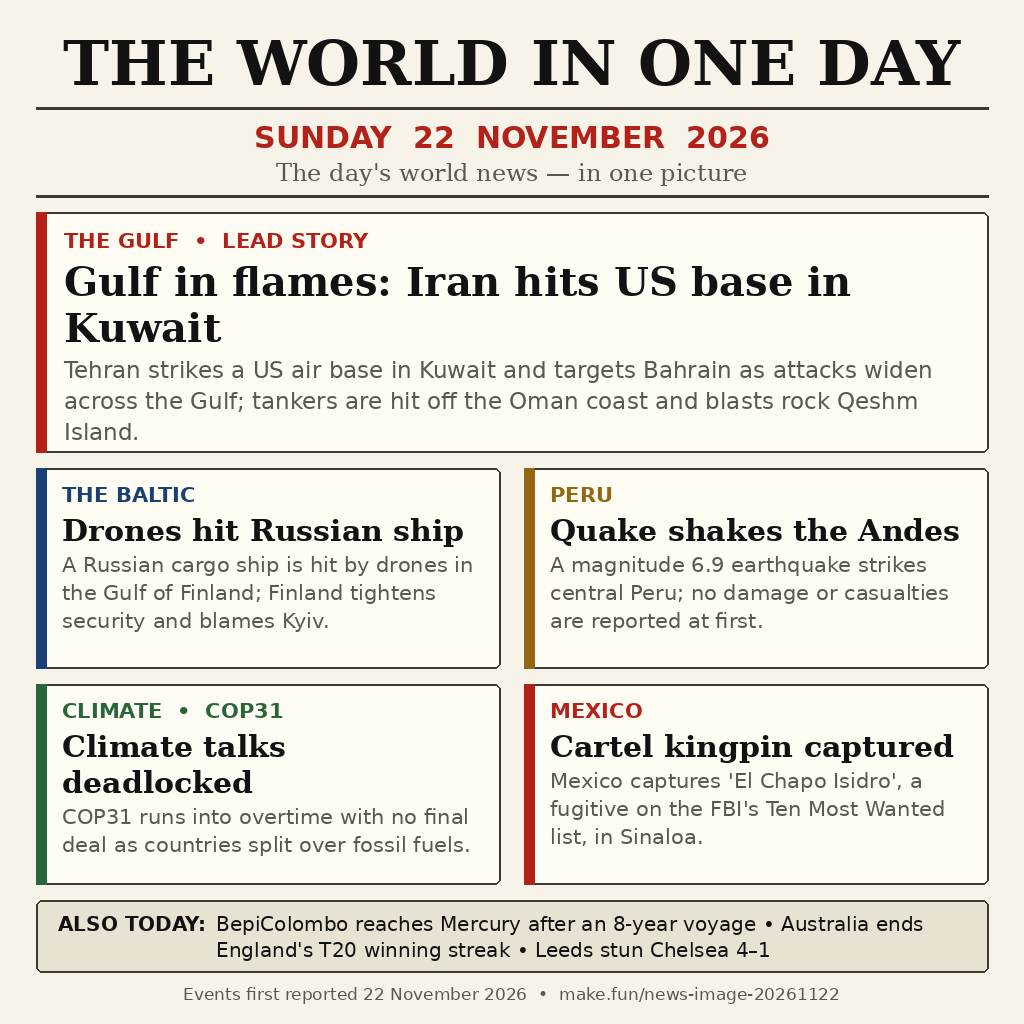 THE WORLD IN ONE DAY
SUNDAY 22 NOVEMBER 2026
The day's world news — in one picture
THE GULF • LEAD STORY
Gulf in flames: Iran hits US base in
Kuwait
Tehran strikes a US air base in Kuwait and targets Bahrain as attacks widen
across the Gulf; tankers are hit off the Oman coast and blasts rock Qeshm
Island.
THE BALTIC
Drones hit Russian ship
A Russian cargo ship is hit by drones in
the Gulf of Finland; Finland tightens
security and blames Kyiv.
PERU
Quake shakes the Andes
A magnitude 6.9 earthquake strikes
central Peru; no damage or casualties
are reported at first.
CLIMATE • COP31
Climate talks
deadlocked
COP31 runs into overtime with no final
deal as countries split over fossil fuels.
MEXICO
Cartel kingpin captured
Mexico captures 'El Chapo Isidro', a
fugitive on the FBI's Ten Most Wanted
list, in Sinaloa.
ALSO TODAY: BepiColombo reaches Mercury after an 8-year voyage • Australia ends
England's T20 winning streak • Leeds stun Chelsea 4–1
Events first reported 22 November 2026 • make.fun/news-image-20261122